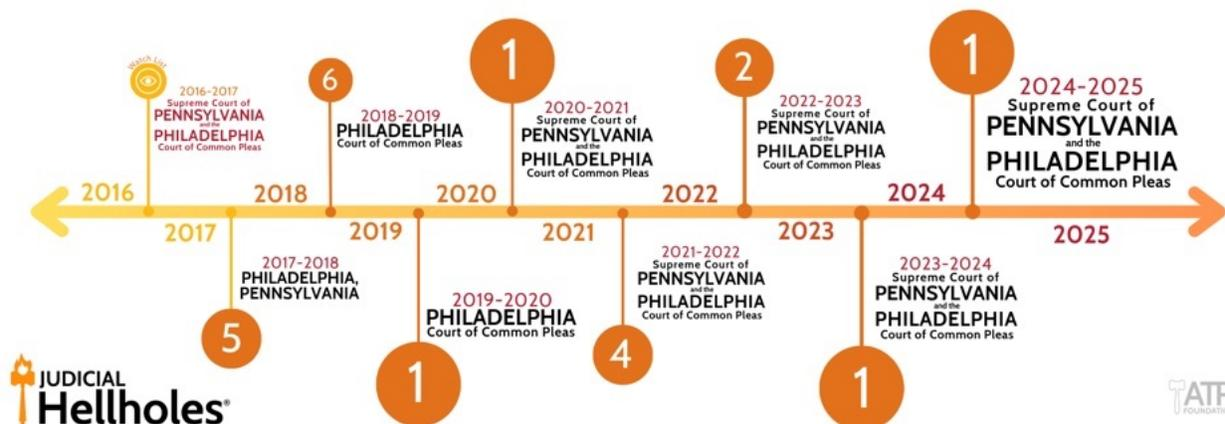 Watch List
2016-2017
Supreme Court of
PENNSYLVANIA
and the
PHILADELPHIA
Court of Common Pleas
6
2018-2019
PHILADELPHIA
Court of Common Pleas
1
2020-2021
Supreme Court of
PENNSYLVANIA
and the
PHILADELPHIA
Court of Common Pleas
2
2022-2023
Supreme Court of
PENNSYLVANIA
and the
PHILADELPHIA
Court of Common Pleas
1
2024-2025
Supreme Court of
PENNSYLVANIA
and the
PHILADELPHIA
Court of Common Pleas
2016 2018 2020 2022 2024
2017 2019 2021 2023 2025
2017-2018
PHILADELPHIA,
PENNSYLVANIA
5
2019-2020
PHILADELPHIA
Court of Common Pleas
1
2021-2022
Supreme Court of
PENNSYLVANIA
and the
PHILADELPHIA
Court of Common Pleas
4
2023-2024
Supreme Court of
PENNSYLVANIA
and the
PHILADELPHIA
Court of Common Pleas
1
JUDICIAL
Hellholes®